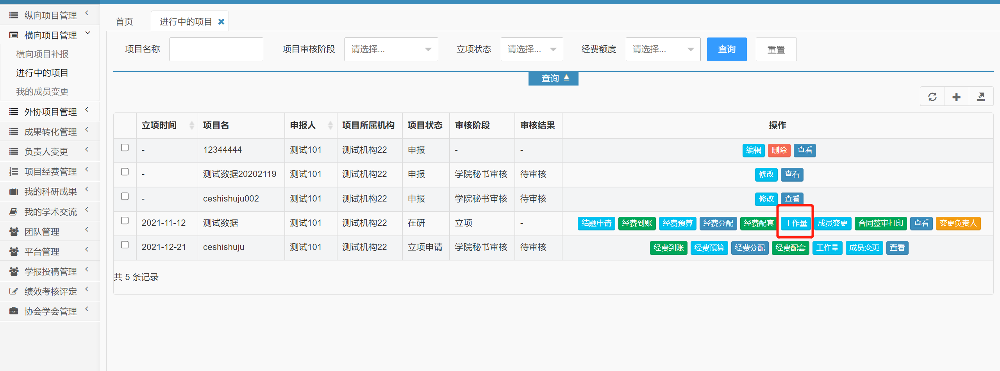 纵向项目管理
横向项目管理
横向项目补报
进行中的项目
我的成员变更
外协项目管理
成果转化管理
负责人变更
项目经费管理
我的科研成果
我的学术交流
团队管理
平台管理
学报投稿管理
绩效考核评定
协会学会管理
首页 进行中的项目
项目名称 项目审核阶段 请选择... 立项状态 请选择... 经费额度 请选择... 查询 重置
查询
立项时间 项目名 申报人 项目所属机构 项目状态 审核阶段 审核结果 操作
- 12344444 测试101 测试机构22 申报 - - 编辑 删除 查看
- 测试数据20202119 测试101 测试机构22 申报 学院秘书审核 待审核 修改 查看
- ceshishuju002 测试101 测试机构22 申报 学院秘书审核 待审核 修改 查看
2021-11-12 测试数据 测试101 测试机构22 在研 立项 - 结题申请 经费到账 经费预算 经费分配 经费配套 工作量 成员变更 合同签审打印 查看 变更负责人
2021-12-21 ceshishuju 测试101 测试机构22 立项申请 学院秘书审核 待审核 经费到账 经费预算 经费分配 经费配套 工作量 成员变更 查看
共 5 条记录